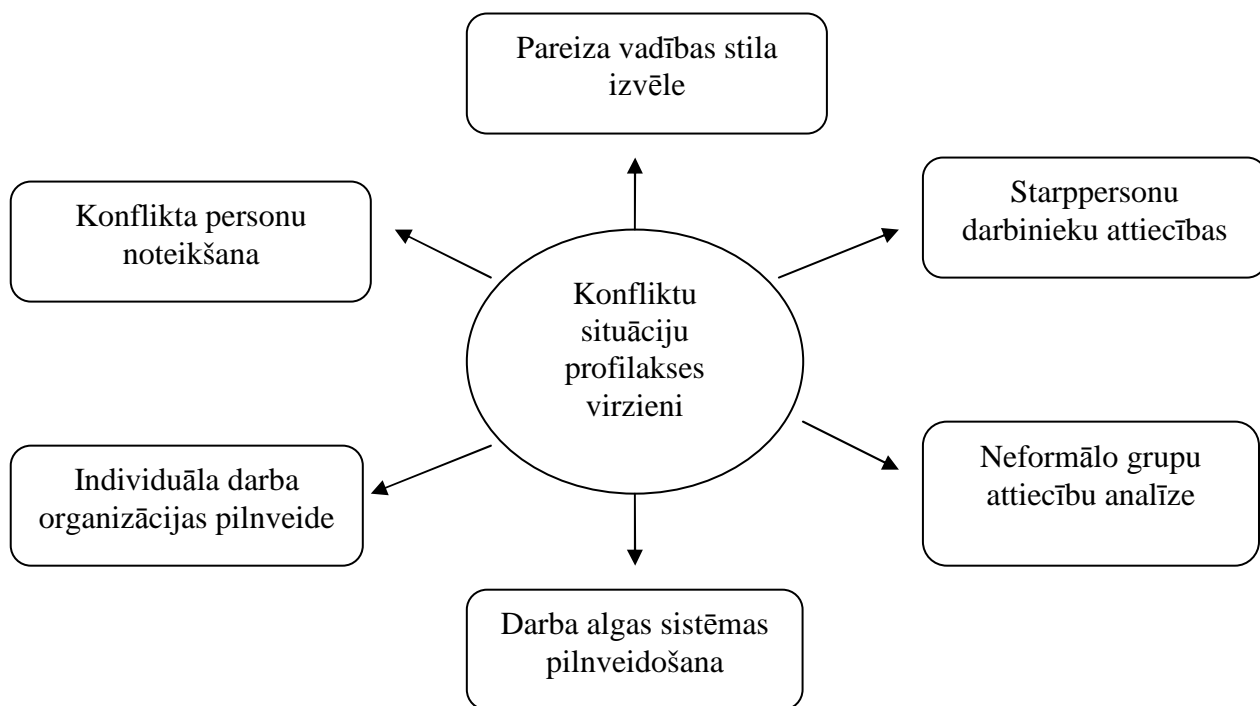 Pareiza vadības stila
izvēle
Konflikta personu
noteikšana
Starppersonu
darbinieku attiecības
Konfliktu
situāciju
profilakses
virzieni
Individuāla darba
organizācijas pilnveide
Neformālo grupu
attiecību analīze
Darba algas sistēmas
pilnveidošana